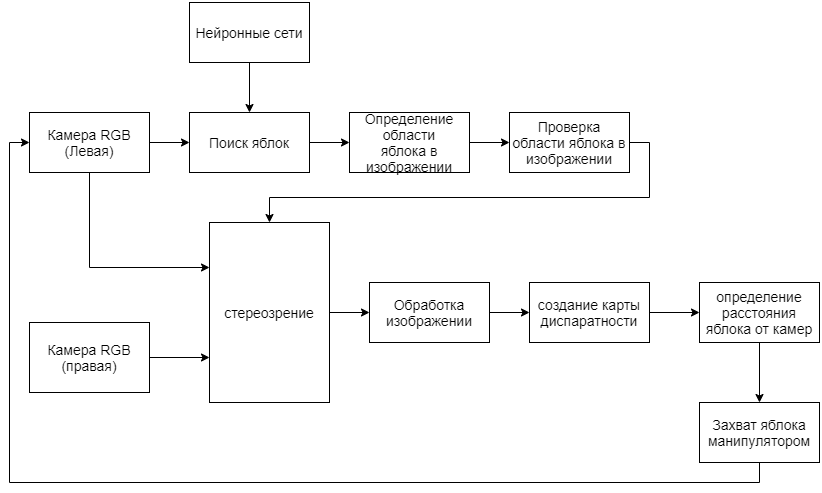 Нейронные сети
Камера RGB
(Левая)
Поиск яблок
Определение
области
яблока в
изображении
Проверка
области яблока в
изображении
стереозрение
Обработка
изображении
создание карты
диспаратности
определение
расстояния
яблока от камер
Камера RGB
(правая)
Захват яблока
манипулятором